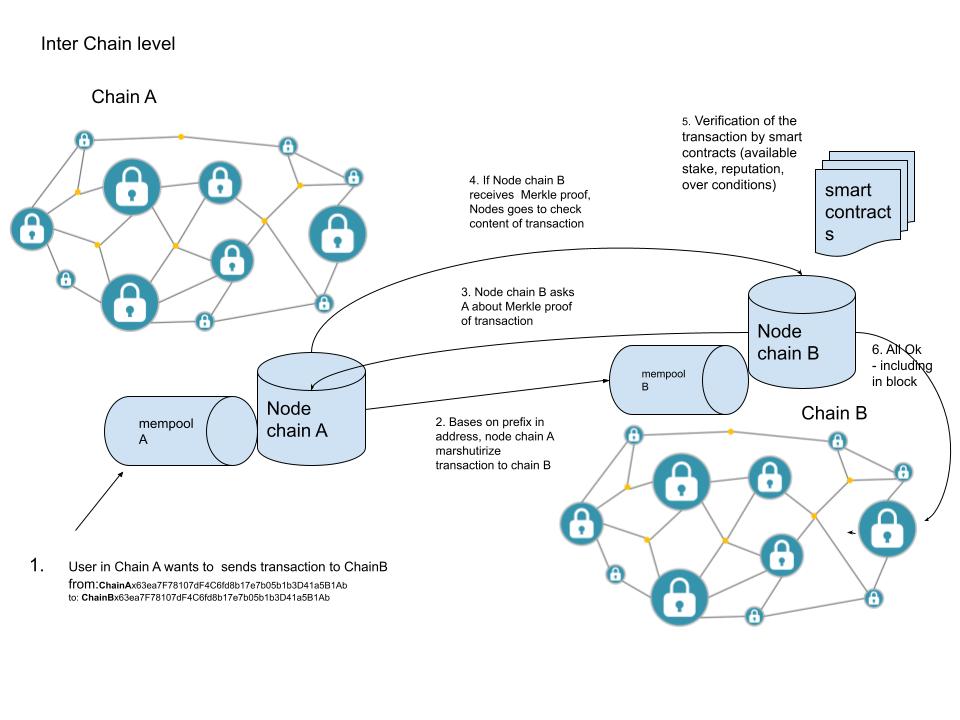 Inter Chain level
Chain A
5. Verification of the
transaction by smart
contracts (available
stake, reputation,
over conditions)
smart
contract
s
4. If Node chain B
receives  Merkle proof,
Nodes goes to check
content of transaction
3. Node chain B asks
A about Merkle proof
of transaction
Node
chain B
6. All Ok
- including
in block
mempool
B
Node
chain A
mempool
A
Chain B
2. Bases on prefix in
address, node chain A
marshutirize
transaction to chain B
1. User in Chain A wants to  sends transaction to ChainB
from:ChainAx63ea7F78107dF4C6fd8b17e7b05b1b3D41a5B1Ab
to: ChainBx63ea7F78107dF4C6fd8b17e7b05b1b3D41a5B1Ab